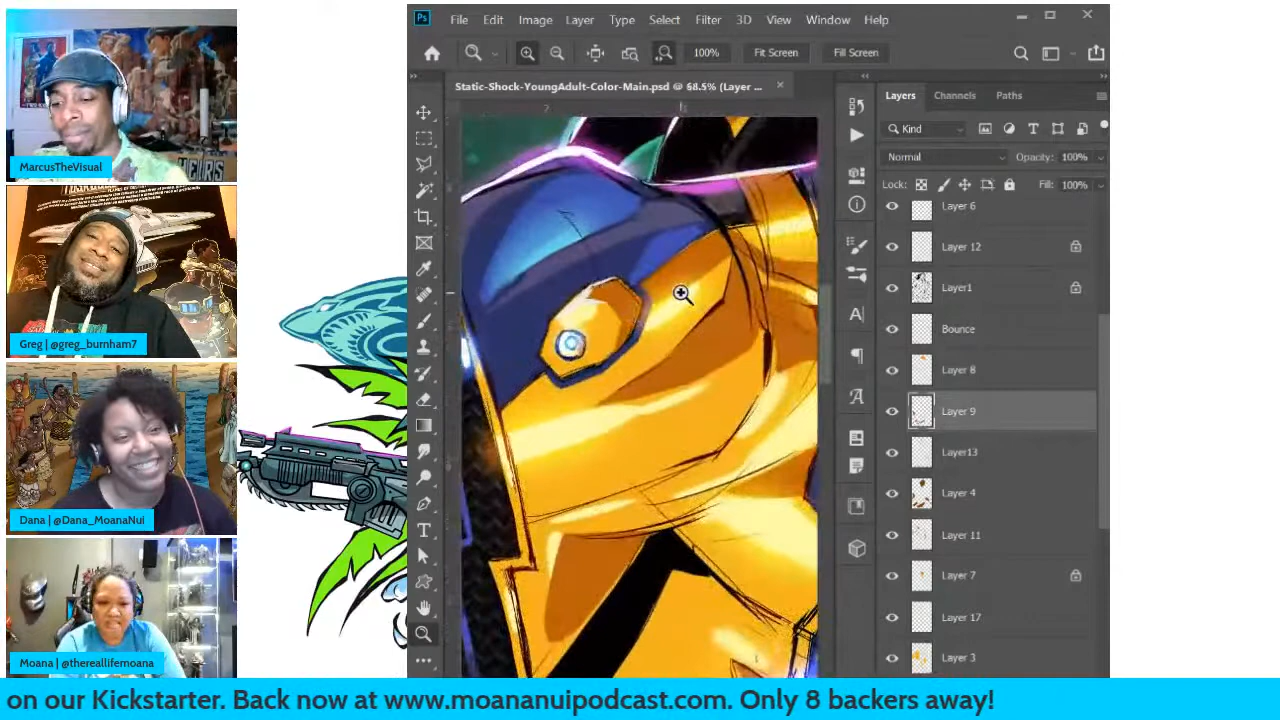 MarcusTheVisual
HEIRS
Greg | @greg_burnham7
Dana | @Dana_MoanaNui
Moana | @thereallifemoana
Ps File Edit Image Layer Type Select Filter 3D View Window Help
100% Fit Screen Fill Screen
Static-Shock-YoungAdult-Color-Main.psd @ 68.5% (Layer ...
Layers Channels Paths
Kind
Normal Opacity: 100%
Lock: Fill: 100%
Layer 6
Layer 12
Layer1
Bounce
Layer 8
Layer 9
Layer13
Layer 4
Layer 11
Layer 7
Layer 17
Layer 3
on our Kickstarter. Back now at www.moananuipodcast.com. Only 8 backers away!